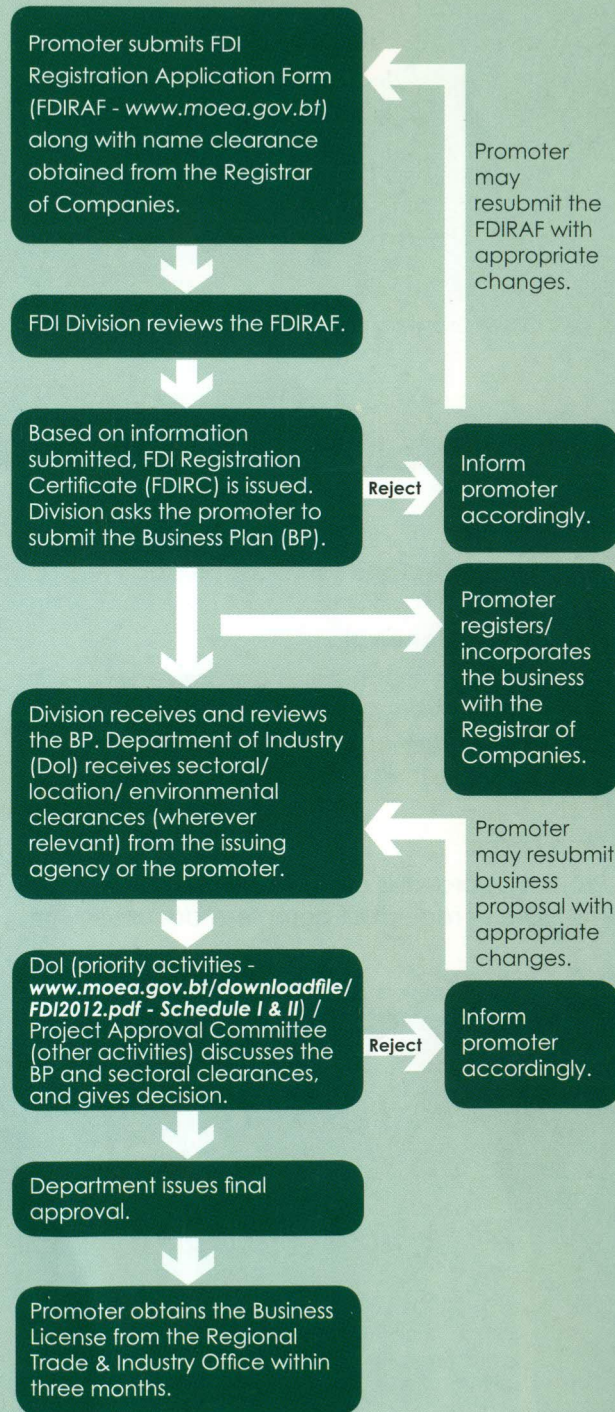 Promoter submits FDI
Registration Application Form
(FDIRAF - www.moea.gov.bt)
along with name clearance
obtained from the Registrar
of Companies.
Promoter
may
resubmit the
FDIRAF with
appropriate
changes.
FDI Division reviews the FDIRAF.
Based on information
submitted, FDI Registration
Certificate (FDIRC) is issued.
Division asks the promoter to
submit the Business Plan (BP).
Reject
Inform
promoter
accordingly.
Promoter
registers/
incorporates
the business
with the
Registrar of
Companies.
Division receives and reviews
the BP. Department of Industry
(DoI) receives sectoral/
location/ environmental
clearances (wherever
relevant) from the issuing
agency or the promoter.
Promoter
may resubmit
business
proposal with
appropriate
changes.
DoI (priority activities -
www.moea.gov.bt/downloadfile/
FDI2012.pdf - Schedule I & II) /
Project Approval Committee
(other activities) discusses the
BP and sectoral clearances,
and gives decision.
Reject
Inform
promoter
accordingly.
Department issues final
approval.
Promoter obtains the Business
License from the Regional
Trade & Industry Office within
three months.